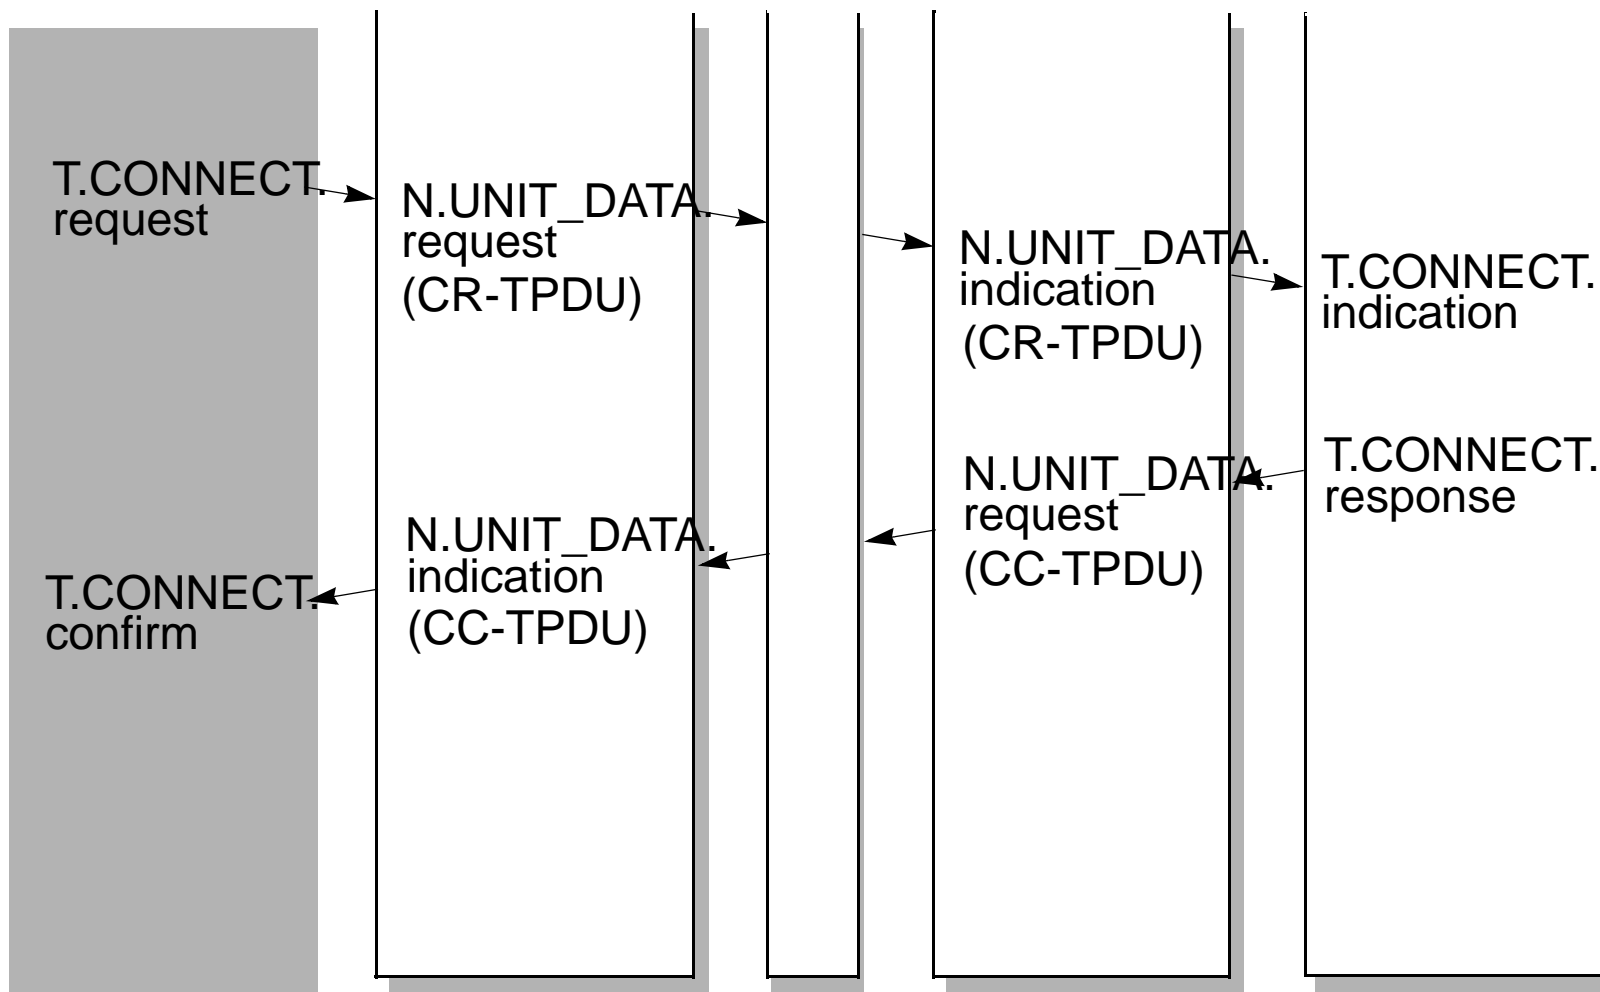 T.CONNECT.
request
N.UNIT_DATA.
request
(CR-TPDU)
N.UNIT_DATA.
indication
(CR-TPDU)
T.CONNECT.
indication
T.CONNECT.
response
N.UNIT_DATA.
request
(CC-TPDU)
N.UNIT_DATA.
indication
(CC-TPDU)
T.CONNECT.
confirm